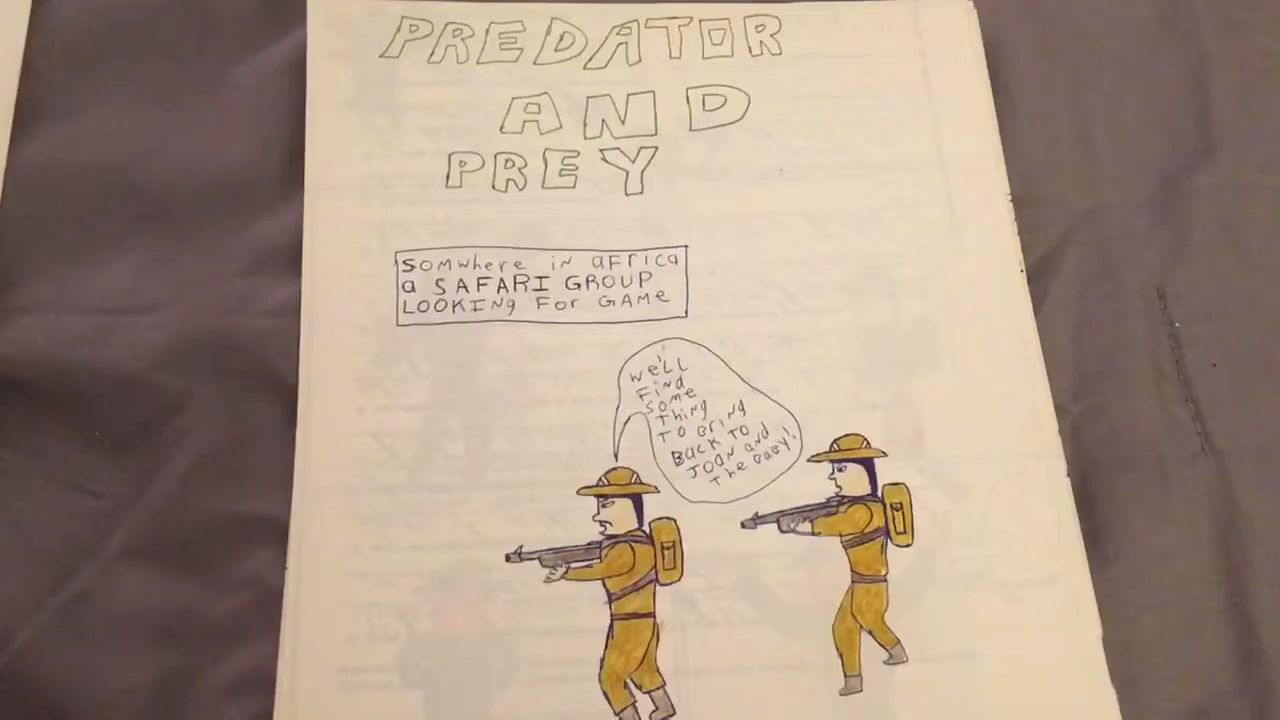 PREDATOR
AND
PREY
SOMWhere iN aFrica
a SAFARI GROUP
LOOKINg For GAMe
We'LL
FiNd
SOMe
ThiNg
TO BriNg
BACK TO
JOaN aNd
The BaBy!